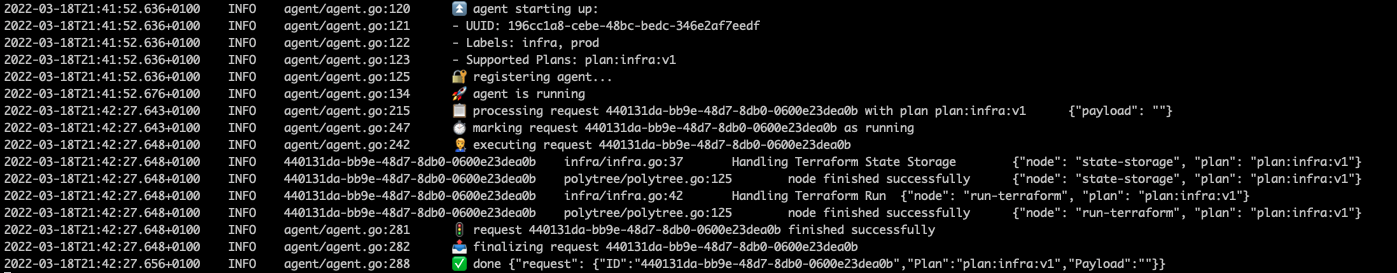 2022-03-18T21:41:52.636+0100 INFO agent/agent.go:120 ⏫ agent starting up:
2022-03-18T21:41:52.636+0100 INFO agent/agent.go:121 - UUID: 196cc1a8-cebe-48bc-bedc-346e2af7eedf
2022-03-18T21:41:52.636+0100 INFO agent/agent.go:122 - Labels: infra, prod
2022-03-18T21:41:52.636+0100 INFO agent/agent.go:123 - Supported Plans: plan:infra:v1
2022-03-18T21:41:52.636+0100 INFO agent/agent.go:125 🔐 registering agent...
2022-03-18T21:41:52.676+0100 INFO agent/agent.go:134 🚀 agent is running
2022-03-18T21:42:27.643+0100 INFO agent/agent.go:215 📋 processing request 440131da-bb9e-48d7-8db0-0600e23dea0b with plan plan:infra:v1 {"payload": ""}
2022-03-18T21:42:27.643+0100 INFO agent/agent.go:247 ⏱ marking request 440131da-bb9e-48d7-8db0-0600e23dea0b as running
2022-03-18T21:42:27.648+0100 INFO agent/agent.go:242 👩‍⚖️ executing request 440131da-bb9e-48d7-8db0-0600e23dea0b
2022-03-18T21:42:27.648+0100 INFO 440131da-bb9e-48d7-8db0-0600e23dea0b infra/infra.go:37 Handling Terraform State Storage {"node": "state-storage", "plan": "plan:infra:v1"}
2022-03-18T21:42:27.648+0100 INFO 440131da-bb9e-48d7-8db0-0600e23dea0b polytree/polytree.go:125 node finished successfully {"node": "state-storage", "plan": "plan:infra:v1"}
2022-03-18T21:42:27.648+0100 INFO 440131da-bb9e-48d7-8db0-0600e23dea0b infra/infra.go:42 Handling Terraform Run {"node": "run-terraform", "plan": "plan:infra:v1"}
2022-03-18T21:42:27.648+0100 INFO 440131da-bb9e-48d7-8db0-0600e23dea0b polytree/polytree.go:125 node finished successfully {"node": "run-terraform", "plan": "plan:infra:v1"}
2022-03-18T21:42:27.648+0100 INFO agent/agent.go:281 🚦 request 440131da-bb9e-48d7-8db0-0600e23dea0b finished successfully
2022-03-18T21:42:27.648+0100 INFO agent/agent.go:282 📤 finalizing request 440131da-bb9e-48d7-8db0-0600e23dea0b
2022-03-18T21:42:27.656+0100 INFO agent/agent.go:288 ✅ done {"request": {"ID":"440131da-bb9e-48d7-8db0-0600e23dea0b","Plan":"plan:infra:v1","Payload":""}}